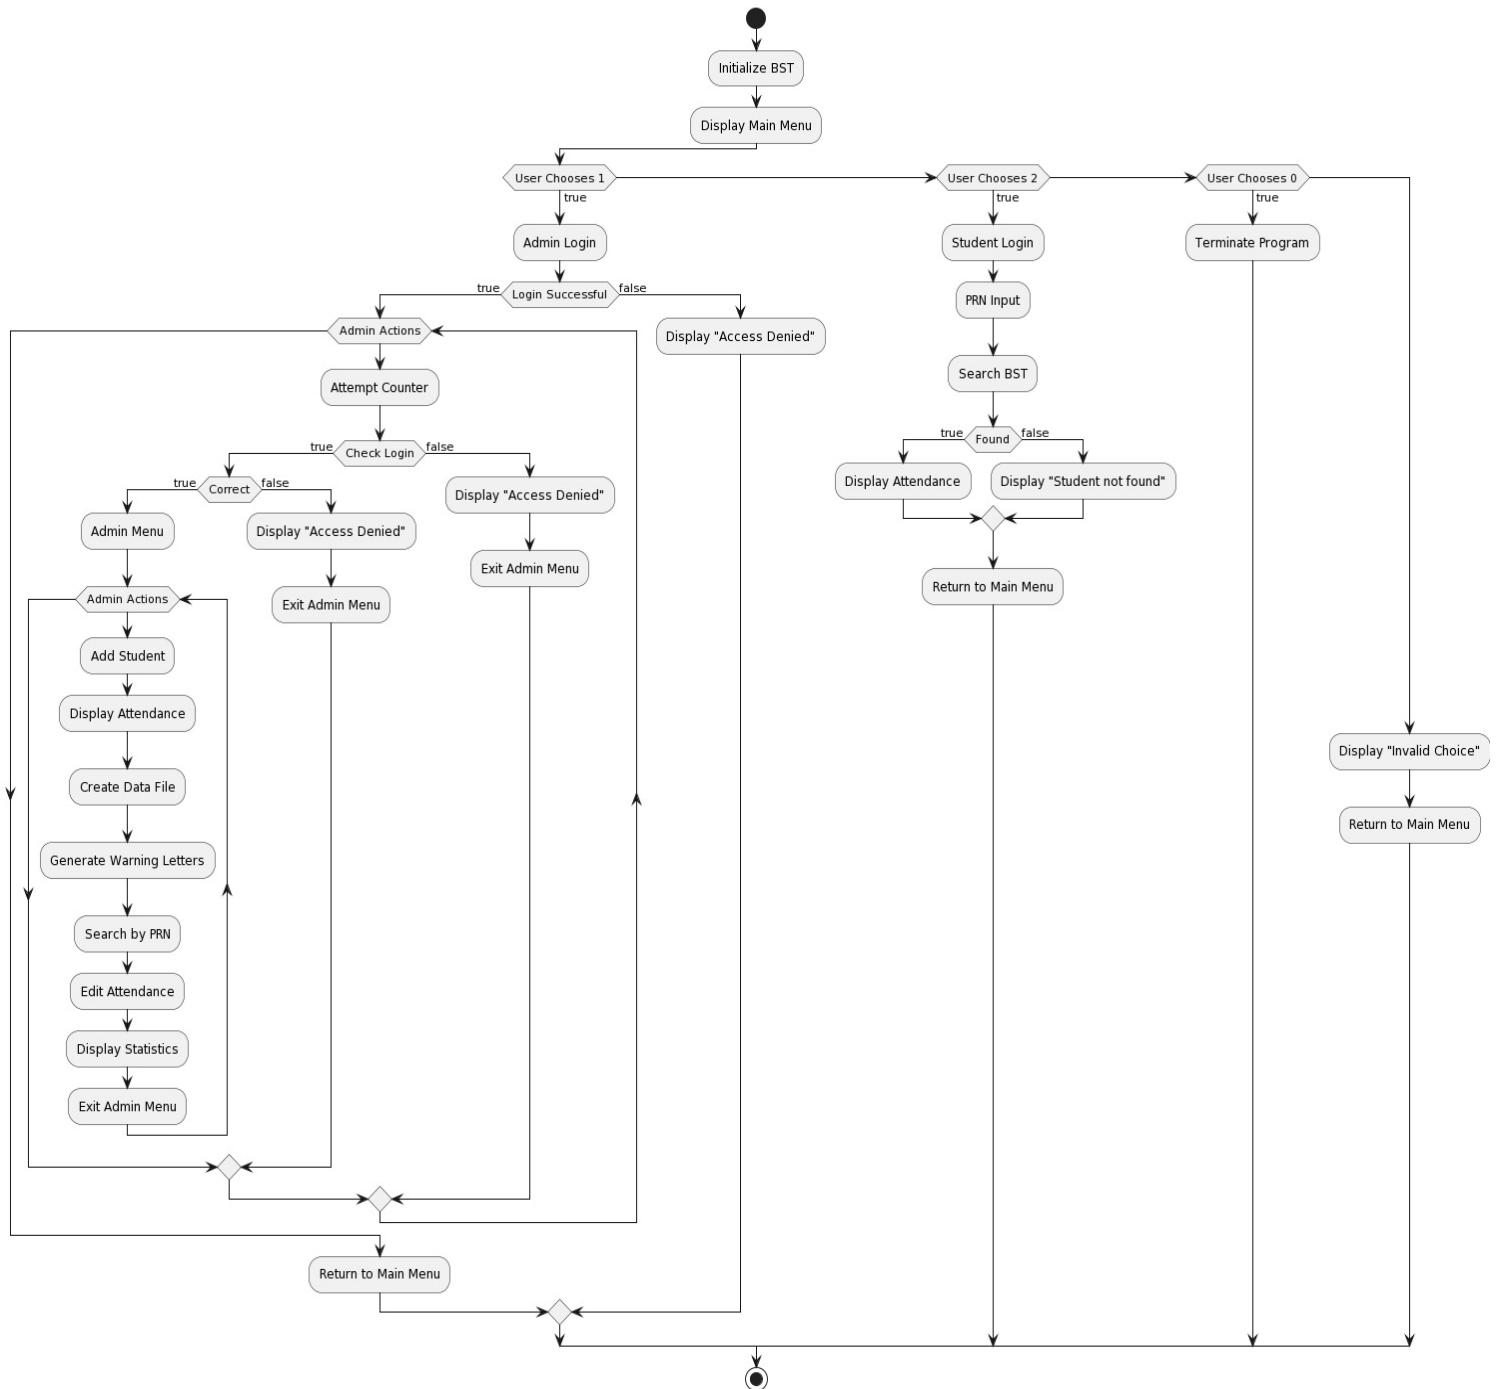 Initialize BST
Display Main Menu
User Chooses 1
User Chooses 2
User Chooses 0
true
true
true
Admin Login
Student Login
Terminate Program
true
Login Successful
false
PRN Input
Admin Actions
Display "Access Denied"
Attempt Counter
Search BST
true
Check Login
false
true
Found
false
true
Correct
false
Display "Access Denied"
Display Attendance
Display "Student not found"
Admin Menu
Display "Access Denied"
Exit Admin Menu
Return to Main Menu
Admin Actions
Exit Admin Menu
Add Student
Display Attendance
Display "Invalid Choice"
Create Data File
Return to Main Menu
Generate Warning Letters
Search by PRN
Edit Attendance
Display Statistics
Exit Admin Menu
Return to Main Menu